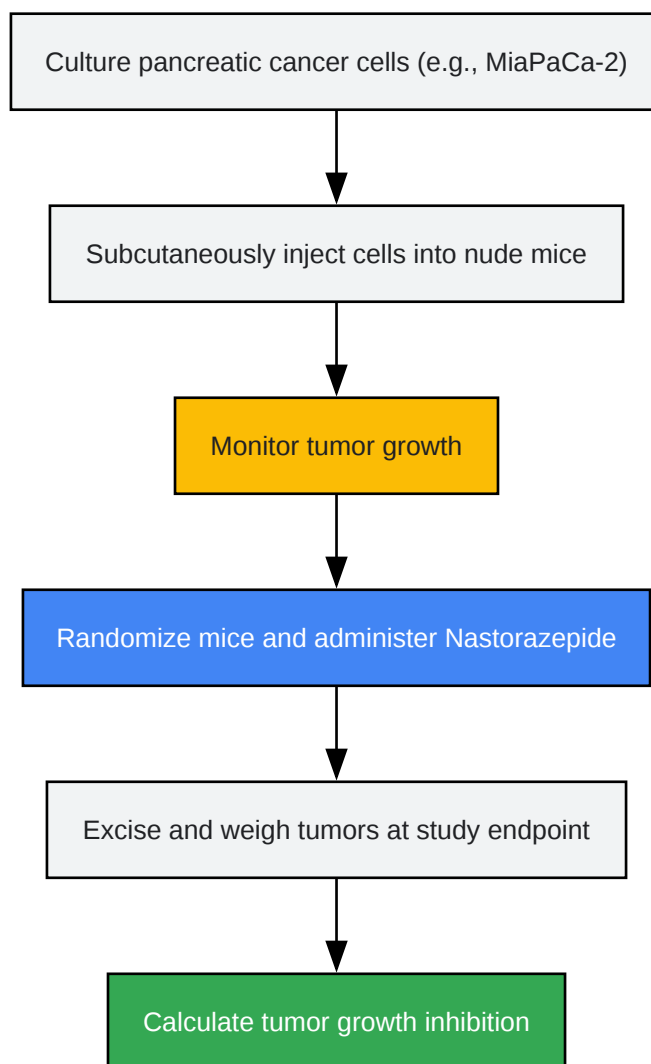 Culture pancreatic cancer cells (e.g., MiaPaCa-2)
Subcutaneously inject cells into nude mice
Monitor tumor growth
Randomize mice and administer Nastorazepide
Excise and weigh tumors at study endpoint
Calculate tumor growth inhibition